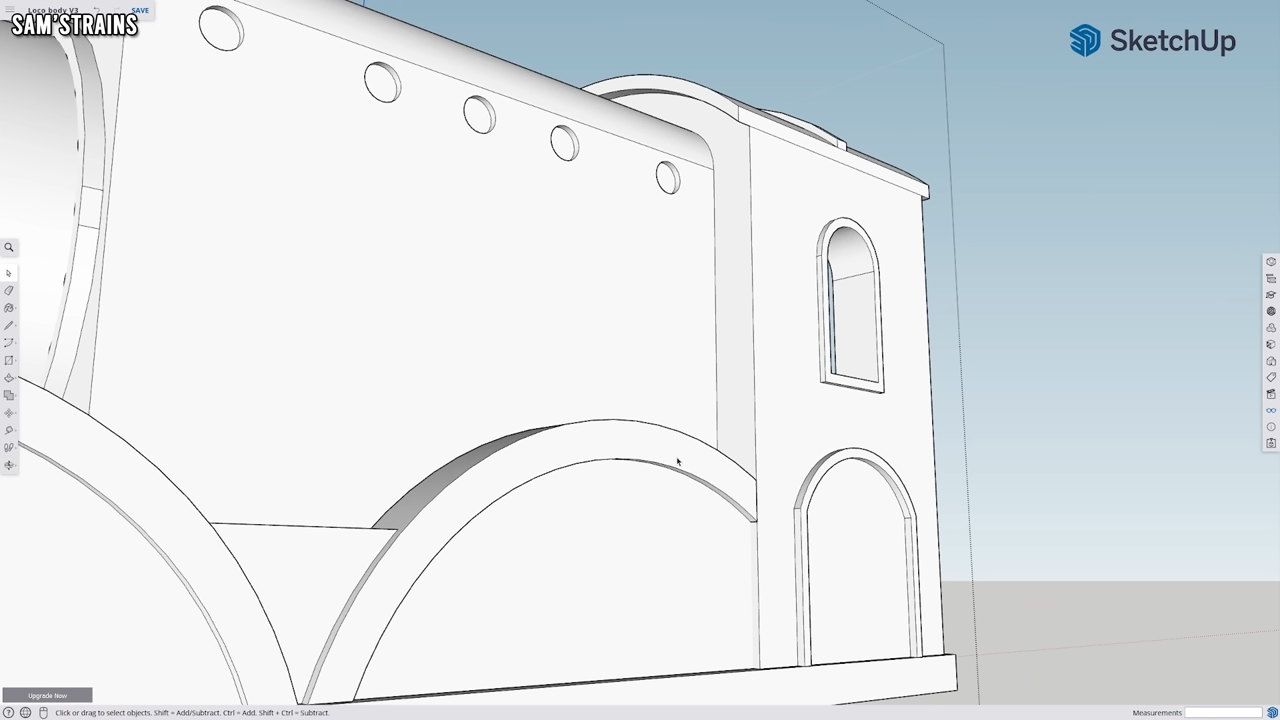 Loco body V3
SAVE
SAM'STRAINS
SketchUp
Upgrade Now
Click or drag to select objects. Shift = Add/Subtract. Ctrl = Add. Shift + Ctrl = Subtract.
Measurements